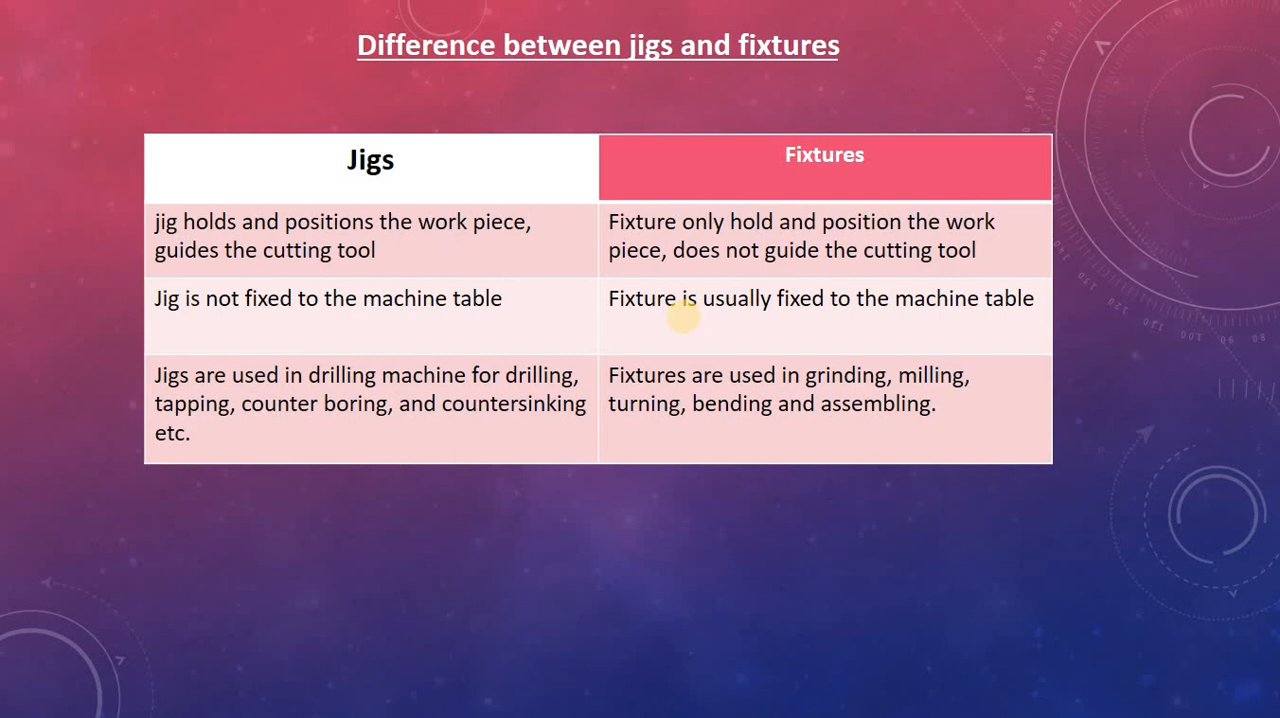 Difference between jigs and fixtures
Jigs
Fixtures
jig holds and positions the work piece,
guides the cutting tool
Fixture only hold and position the work
piece, does not guide the cutting tool
Jig is not fixed to the machine table
Fixture is usually fixed to the machine table
Jigs are used in drilling machine for drilling,
tapping, counter boring, and countersinking
etc.
Fixtures are used in grinding, milling,
turning, bending and assembling.